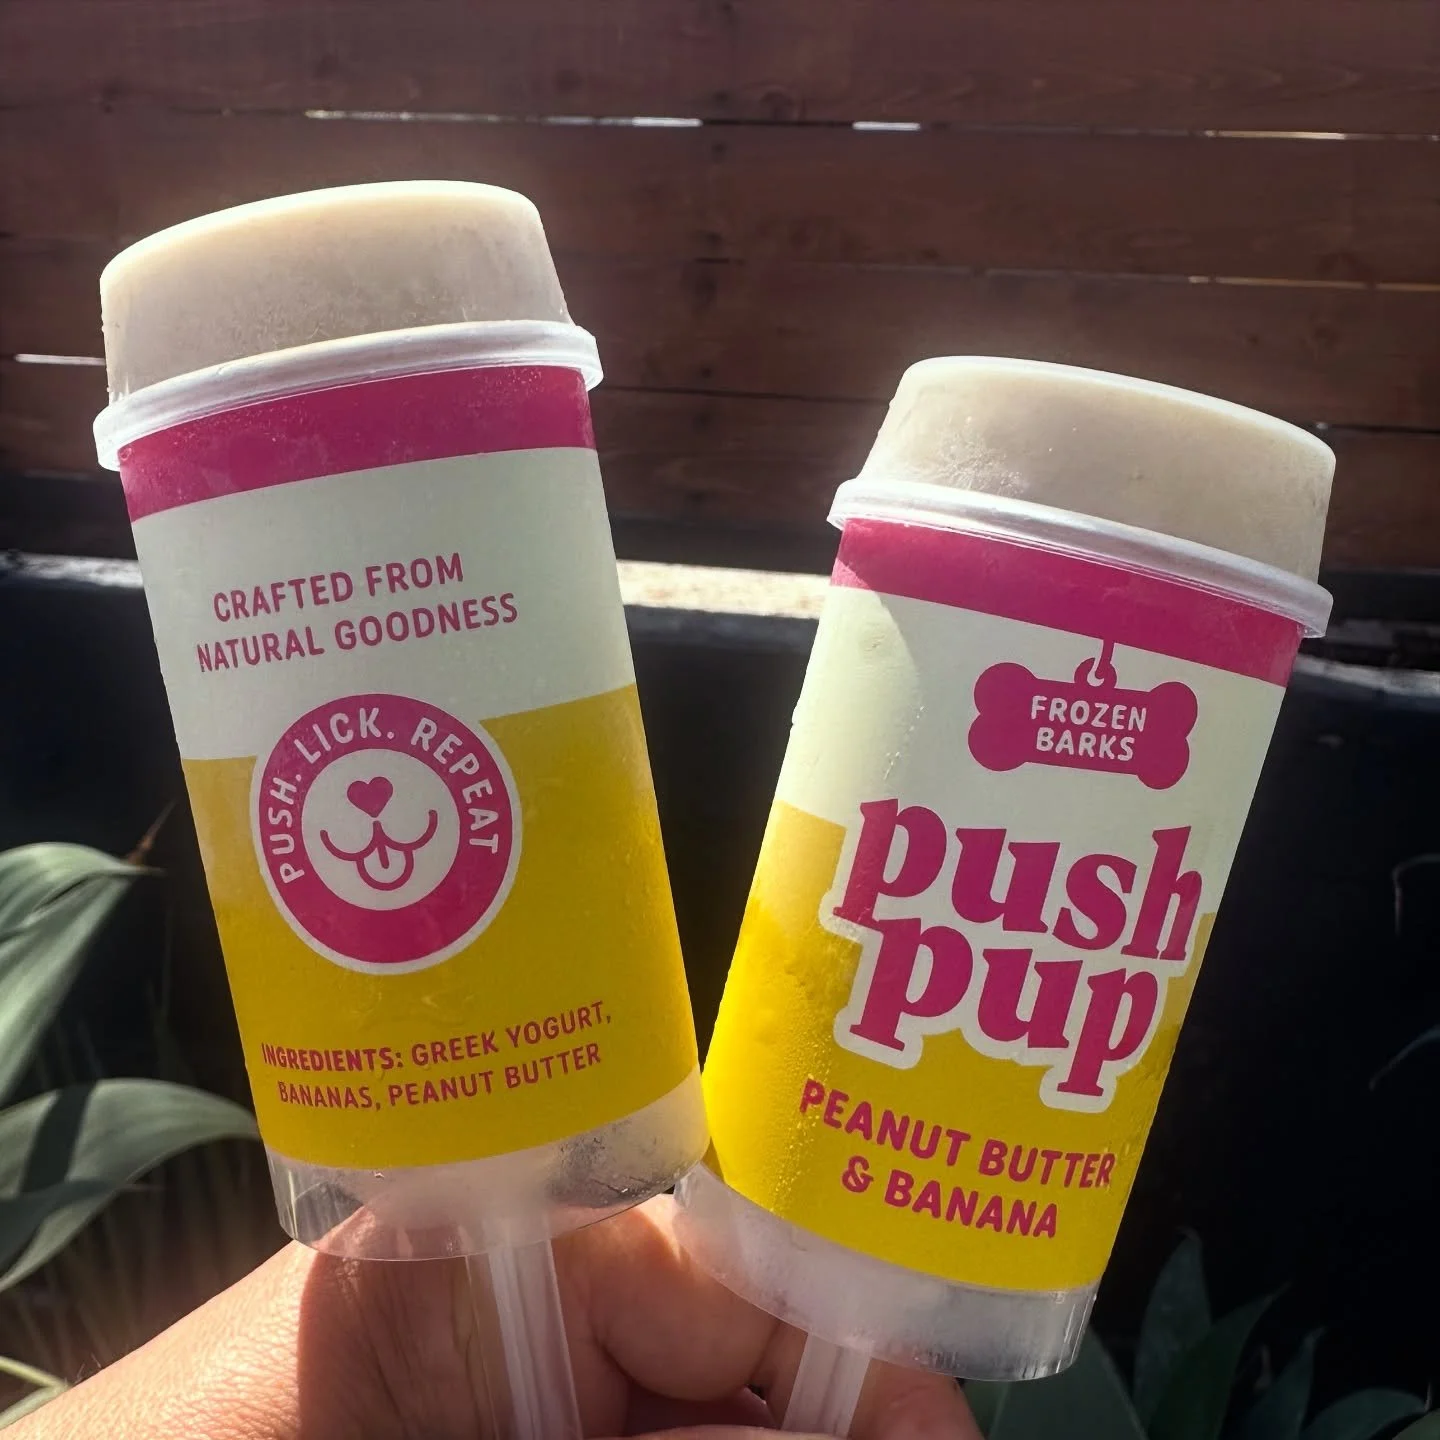 CRAFTED FROM
NATURAL GOODNESS
PUSH. LICK. REPEAT
INGREDIENTS: GREEK YOGURT,
BANANAS, PEANUT BUTTER
FROZEN
BARKS
push
pup
PEANUT BUTTER
& BANANA